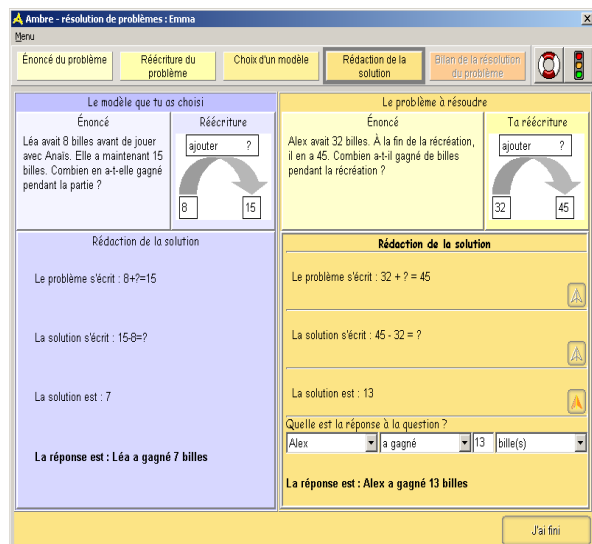 Ambre - résolution de problèmes : Emma
Menu
Énoncé du problème
Réécriture du
problème
Choix d'un modèle
Rédaction de la
solution
Bilan de la résolution
du problème
Le modèle que tu as choisi
Énoncé
Léa avait 8 billes avant de jouer
avec Anaïs. Elle a maintenant 15
billes. Combien en a-t-elle gagné
pendant la partie ?
Réécriture
ajouter ?
8 15
Rédaction de la solution
Le problème s'écrit : 8+?=15
La solution s'écrit : 15-8=?
La solution est : 7
La réponse est : Léa a gagné 7 billes
Le problème à résoudre
Énoncé
Alex avait 32 billes. À la fin de la récréation,
il en a 45. Combien a-t-il gagné de billes
pendant la récréation ?
Ta réécriture
ajouter ?
32 45
Rédaction de la solution
Le problème s'écrit : 32 + ? = 45
La solution s'écrit : 45 - 32 = ?
La solution est : 13
Quelle est la réponse à la question ?
Alex a gagné 13 bille(s)
La réponse est : Alex a gagné 13 billes
J'ai fini